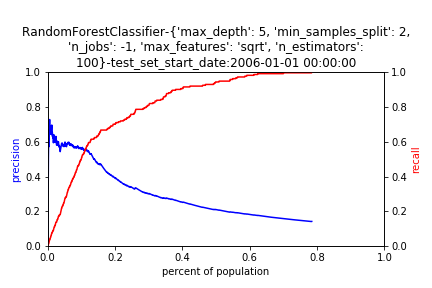 RandomForestClassifier-{'max_depth': 5, 'min_samples_split': 2,
'n_jobs': -1, 'max_features': 'sqrt', 'n_estimators':
100}-test_set_start_date:2006-01-01 00:00:00
1.0 1.0
0.8 0.8
0.6 0.6
precision recall
0.4 0.4
0.2 0.2
0.0 0.0
0.0 0.2 0.4 0.6 0.8 1.0
percent of population